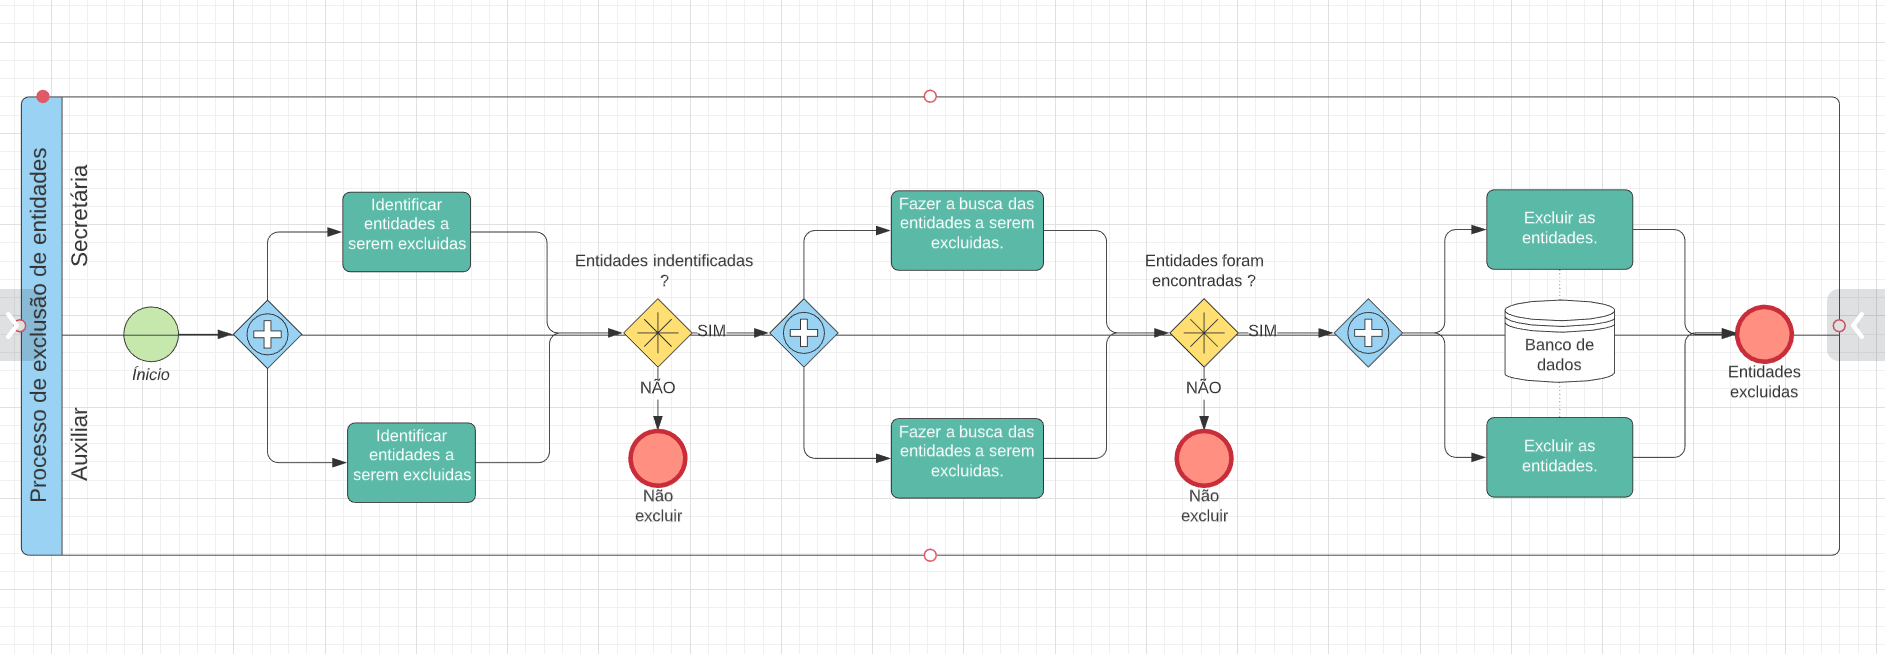 Processo de exclusão de entidades
Secretária
Auxiliar
Ínicio
Identificar
entidades a
serem excluidas
Identificar
entidades a
serem excluidas
Entidades indentificadas
?
SIM
NÃO
Não
excluir
Fazer a busca das
entidades a serem
excluidas.
Fazer a busca das
entidades a serem
excluidas.
Entidades foram
encontradas ?
SIM
NÃO
Não
excluir
Excluir as
entidades.
Banco de
dados
Excluir as
entidades.
Entidades
excluidas